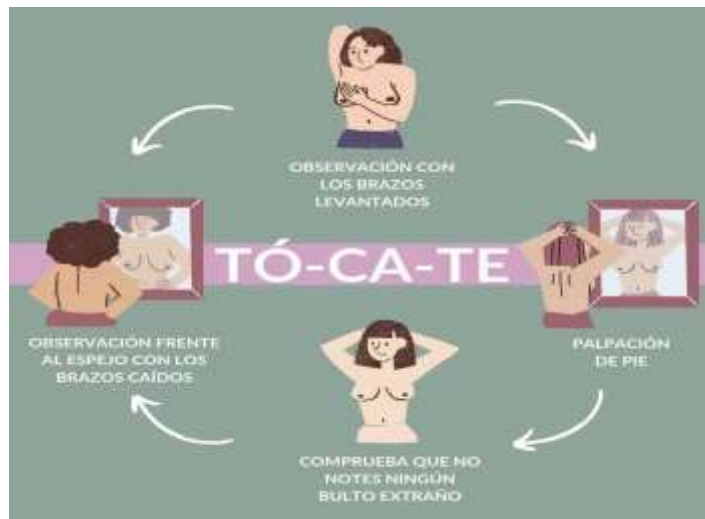 OBSERVACIÓN CON
LOS BRAZOS
LEVANTADOS
TÓ-CA-TE
OBSERVACIÓN FRENTE
AL ESPEJO CON LOS
BRAZOS CAÍDOS
PALPACIÓN
DE PIE
COMPRUEBA QUE NO
NOTES NINGÚN
BULTO EXTRAÑO